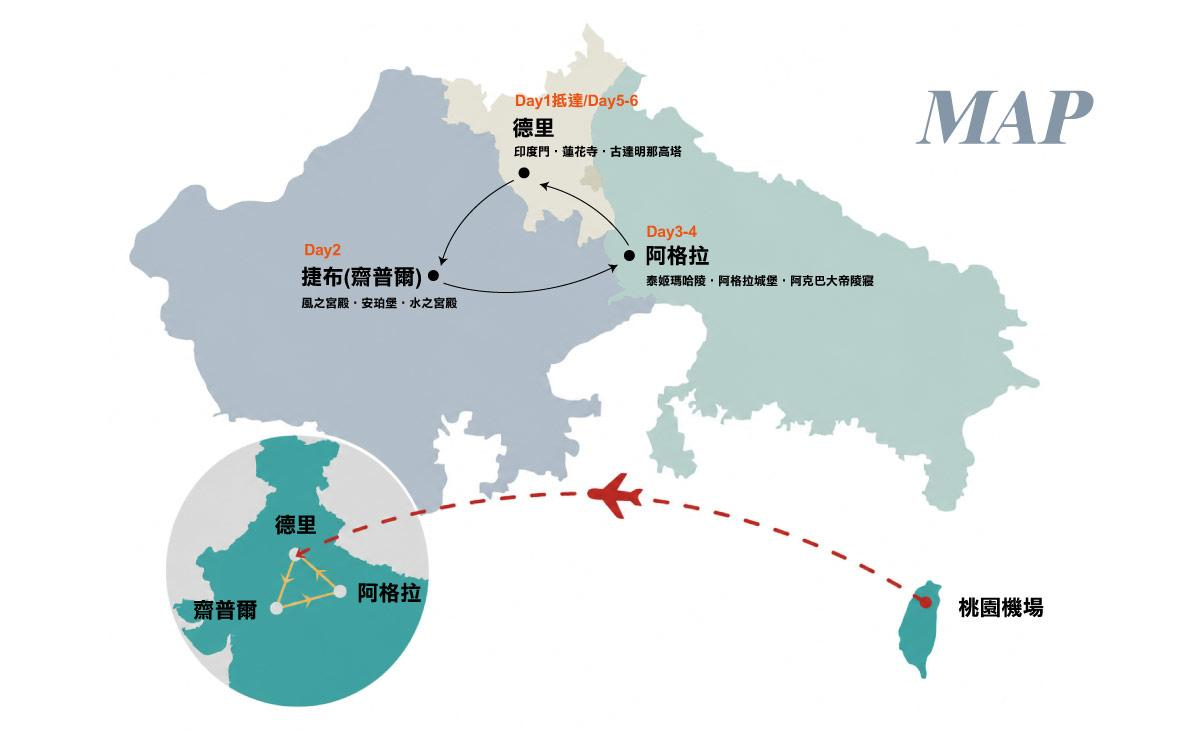 MAP
Day1抵達/Day5-6
德里
印度門・蓮花寺・古達明那高塔
Day3-4
阿格拉
泰姬瑪哈陵・阿格拉城堡・阿克巴大帝陵寢
Day2
捷布(齋普爾)
風之宮殿・安珀堡・水之宮殿
德里
阿格拉
齋普爾
桃園機場